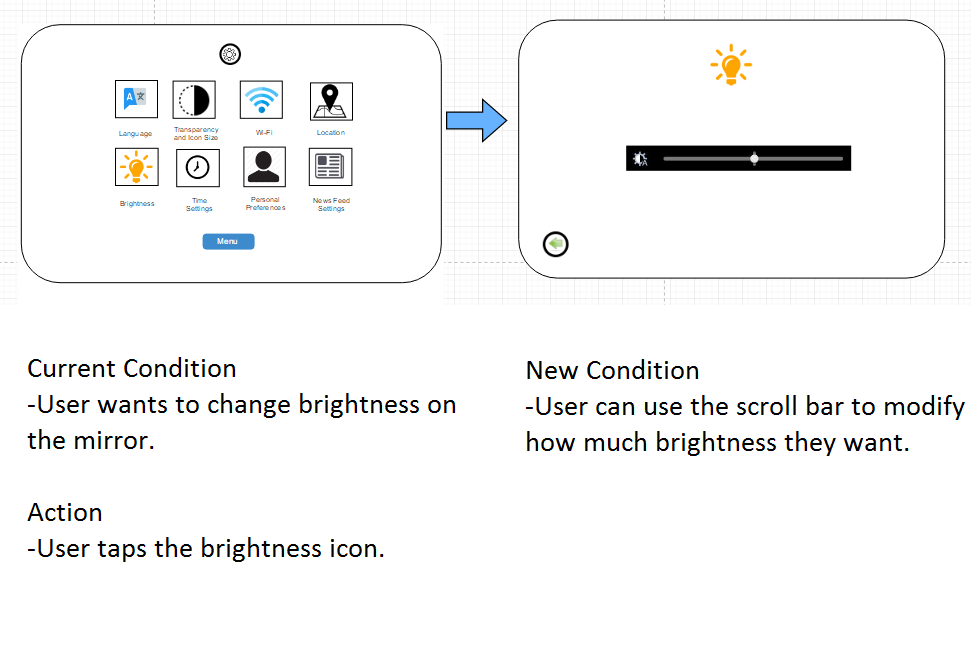 Language
Transparency
and Icon Size
Wi-Fi
Location
Brightness
Time
Settings
Personal
Preferences
News Feed
Settings
Menu
Current Condition
-User wants to change brightness on
the mirror.
Action
-User taps the brightness icon.
New Condition
-User can use the scroll bar to modify
how much brightness they want.